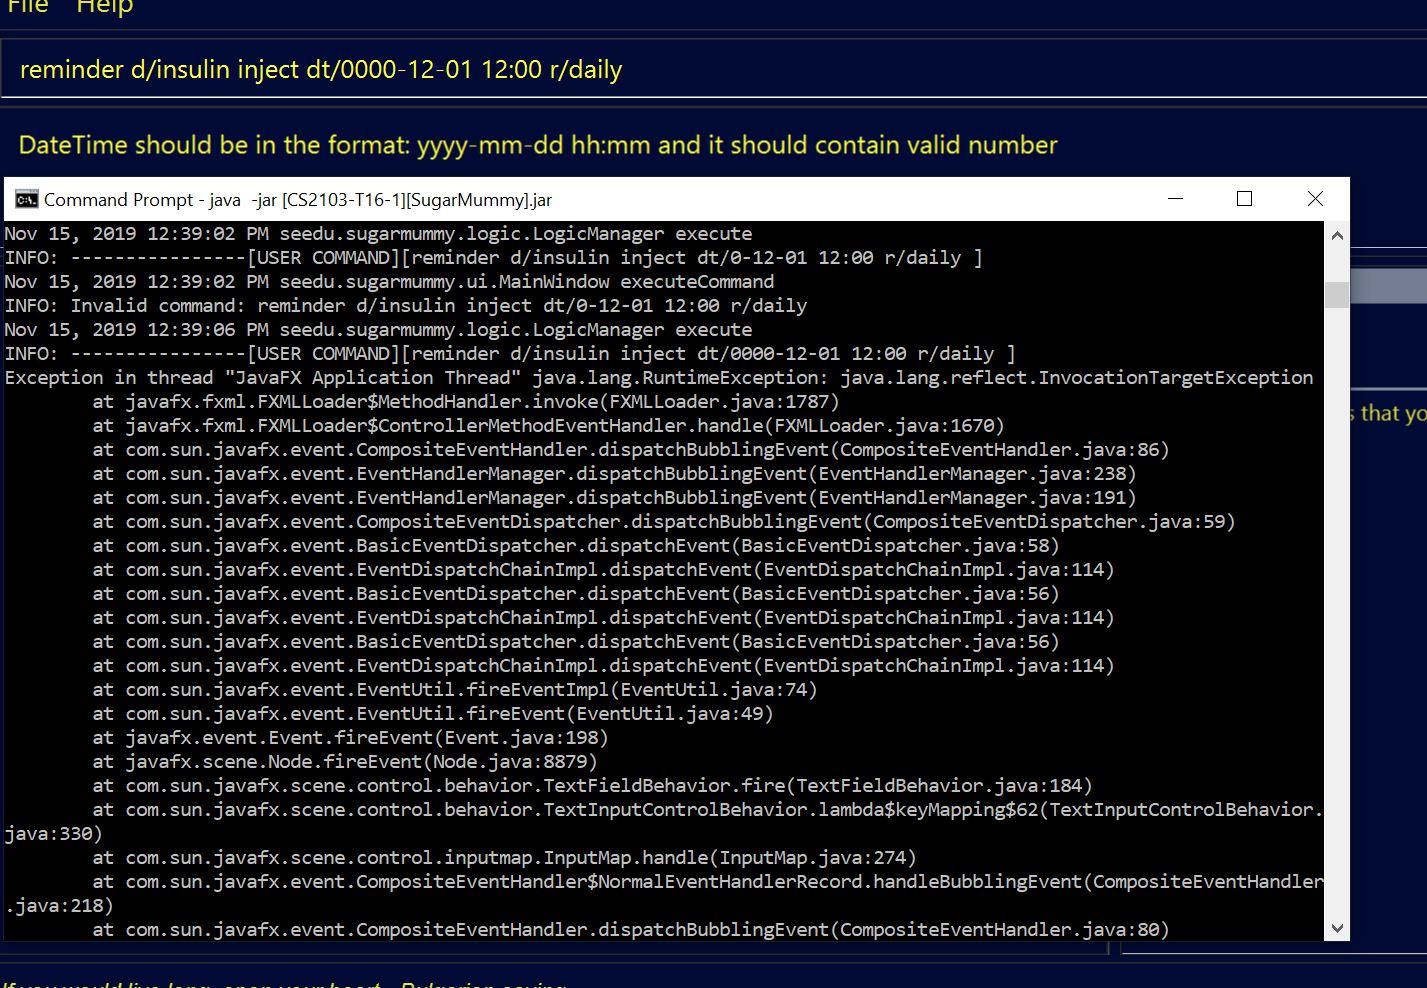 File Help
reminder d/insulin inject dt/0000-12-01 12:00 r/daily
DateTime should be in the format: yyyy-mm-dd hh:mm and it should contain valid number
Command Prompt - java  -jar [CS2103-T16-1][SugarMummy].jar
Nov 15, 2019 12:39:02 PM seedu.sugarmummy.logic.LogicManager execute
INFO: ----------------[USER COMMAND][reminder d/insulin inject dt/0-12-01 12:00 r/daily ]
Nov 15, 2019 12:39:02 PM seedu.sugarmummy.ui.MainWindow executeCommand
INFO: Invalid command: reminder d/insulin inject dt/0-12-01 12:00 r/daily
Nov 15, 2019 12:39:06 PM seedu.sugarmummy.logic.LogicManager execute
INFO: ----------------[USER COMMAND][reminder d/insulin inject dt/0000-12-01 12:00 r/daily ]
Exception in thread "JavaFX Application Thread" java.lang.RuntimeException: java.lang.reflect.InvocationTargetException
at javafx.fxml.FXMLLoader$MethodHandler.invoke(FXMLLoader.java:1787)
at javafx.fxml.FXMLLoader$ControllerMethodEventHandler.handle(FXMLLoader.java:1670)
at com.sun.javafx.event.CompositeEventHandler.dispatchBubblingEvent(CompositeEventHandler.java:86)
at com.sun.javafx.event.EventHandlerManager.dispatchBubblingEvent(EventHandlerManager.java:238)
at com.sun.javafx.event.EventHandlerManager.dispatchBubblingEvent(EventHandlerManager.java:191)
at com.sun.javafx.event.CompositeEventDispatcher.dispatchBubblingEvent(CompositeEventDispatcher.java:59)
at com.sun.javafx.event.BasicEventDispatcher.dispatchEvent(BasicEventDispatcher.java:58)
at com.sun.javafx.event.EventDispatchChainImpl.dispatchEvent(EventDispatchChainImpl.java:114)
at com.sun.javafx.event.BasicEventDispatcher.dispatchEvent(BasicEventDispatcher.java:56)
at com.sun.javafx.event.EventDispatchChainImpl.dispatchEvent(EventDispatchChainImpl.java:114)
at com.sun.javafx.event.BasicEventDispatcher.dispatchEvent(BasicEventDispatcher.java:56)
at com.sun.javafx.event.EventDispatchChainImpl.dispatchEvent(EventDispatchChainImpl.java:114)
at com.sun.javafx.event.EventUtil.fireEventImpl(EventUtil.java:74)
at com.sun.javafx.event.EventUtil.fireEvent(EventUtil.java:49)
at javafx.event.Event.fireEvent(Event.java:198)
at javafx.scene.Node.fireEvent(Node.java:8879)
at com.sun.javafx.scene.control.behavior.TextFieldBehavior.fire(TextFieldBehavior.java:184)
at com.sun.javafx.scene.control.behavior.TextInputControlBehavior.lambda$keyMapping$62(TextInputControlBehavior.
java:330)
at com.sun.javafx.scene.control.inputmap.InputMap.handle(InputMap.java:274)
at com.sun.javafx.event.CompositeEventHandler$NormalEventHandlerRecord.handleBubblingEvent(CompositeEventHandler
.java:218)
at com.sun.javafx.event.CompositeEventHandler.dispatchBubblingEvent(CompositeEventHandler.java:80)
that yo